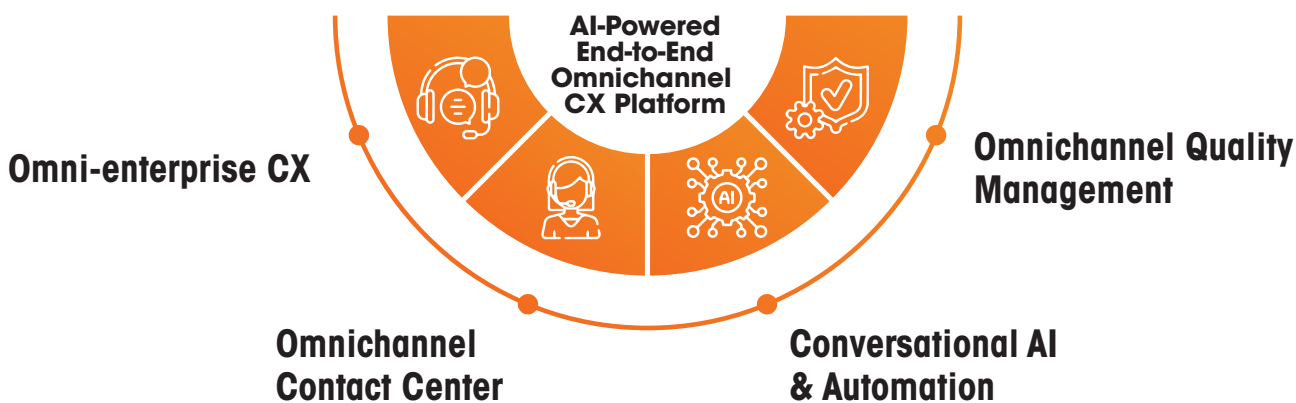 AI-Powered
End-to-End
Omnichannel
CX Platform
AI
Omni-enterprise CX
Omnichannel Quality
Management
Omnichannel
Contact Center
Conversational AI
& Automation